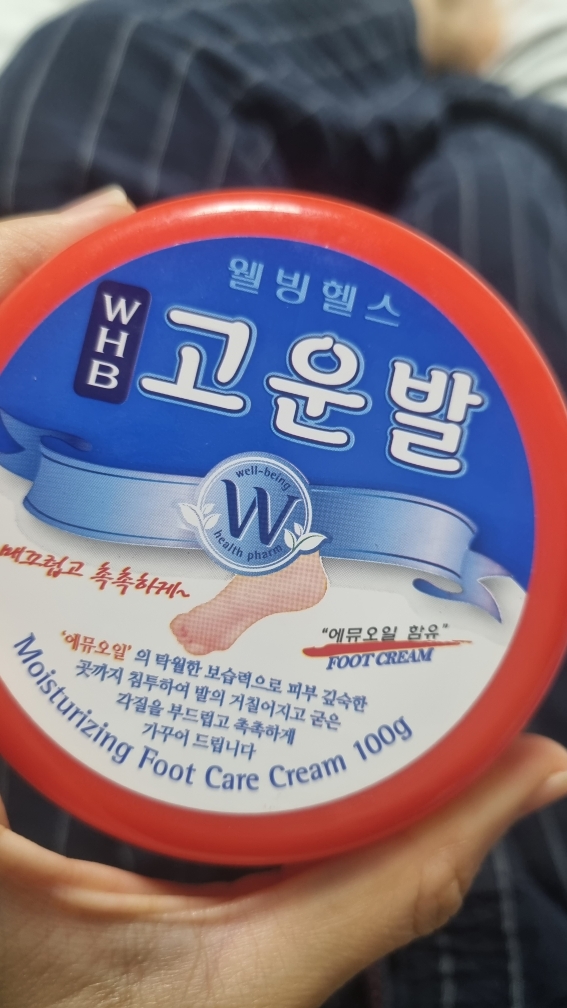 웰빙헬스
WHB
고운발
well-being
W
health pharm
매끄럽고 촉촉하게~
"에뮤오일 함유"
FOOT CREAM
'에뮤오일'의 탁월한 보습력으로 피부 깊숙한
곳까지 침투하여 발의 거칠어지고 굳은
각질을 부드럽고 촉촉하게
가꾸어 드립니다
Moisturizing Foot Care Cream 100g